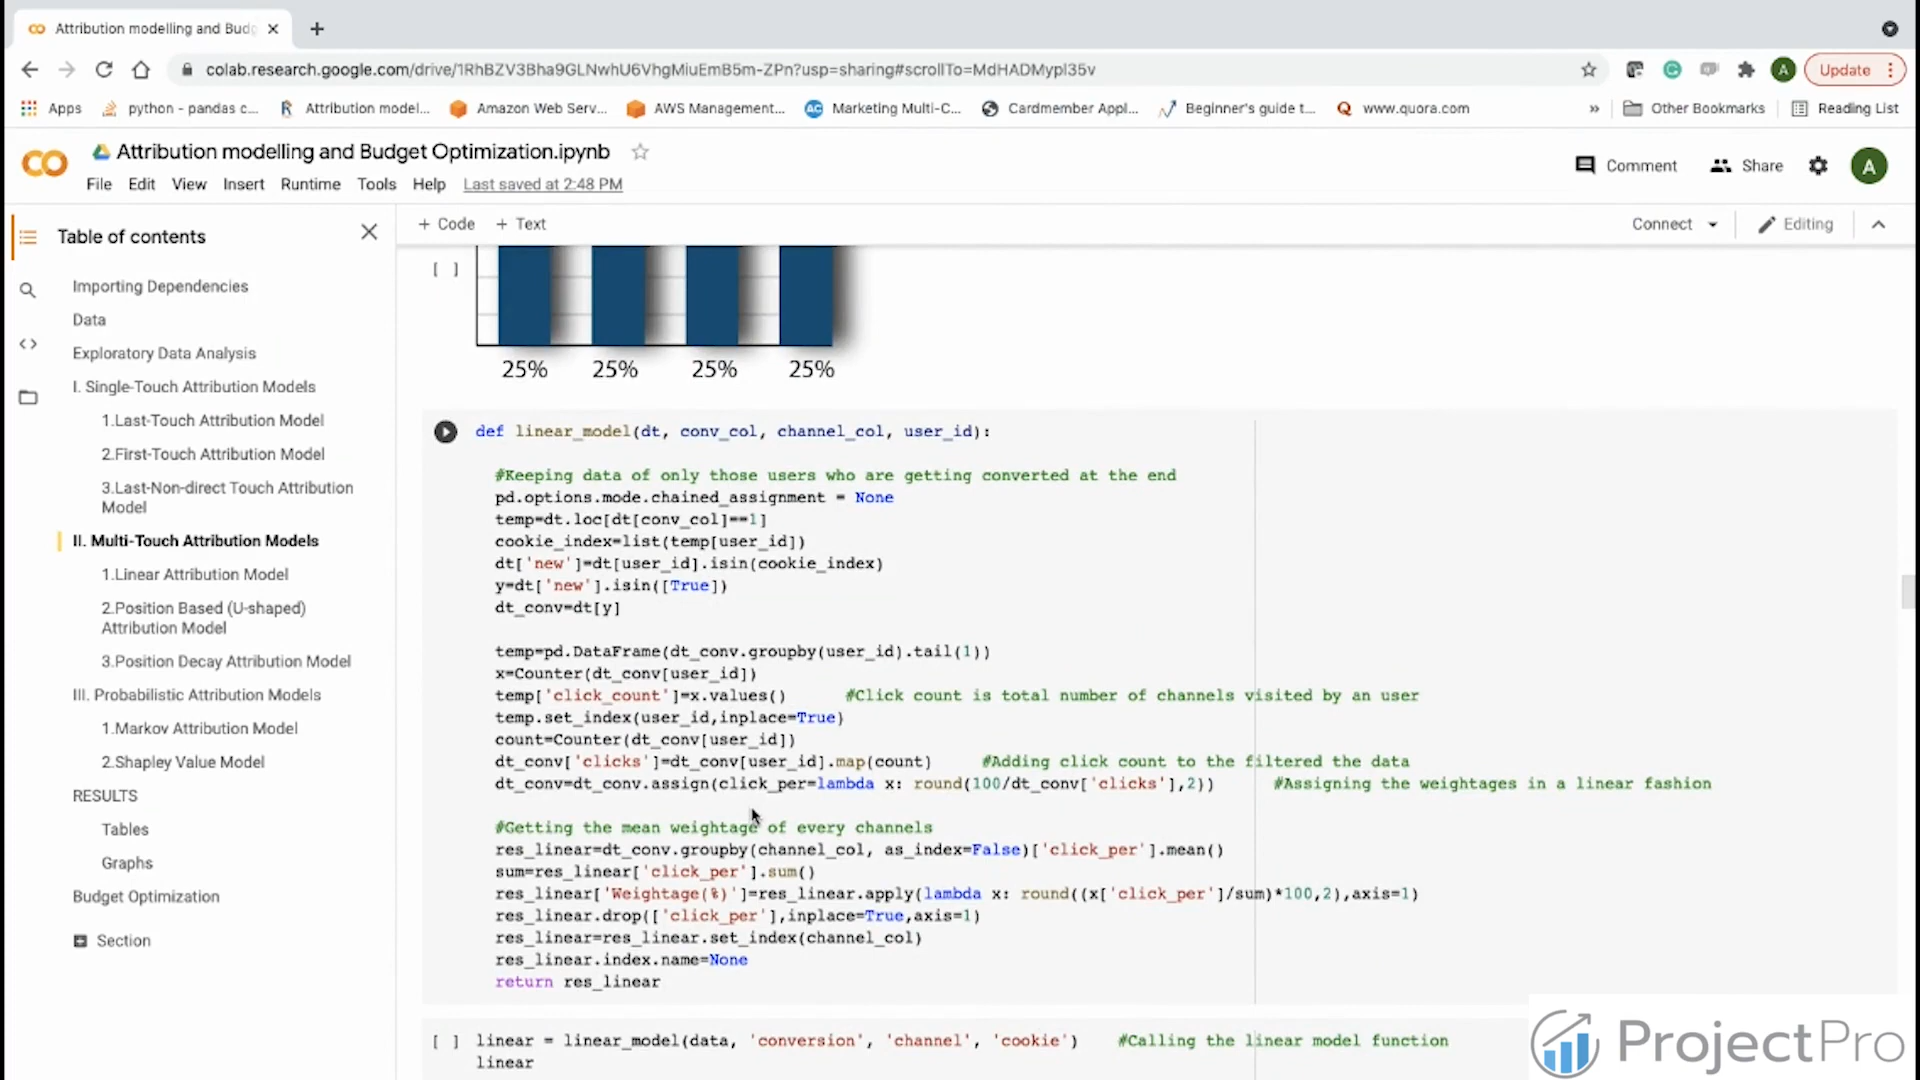 Attribution modelling and Bud
colab.research.google.com/drive/1RhBZV3Bha9GLNwhU6VhgMiuEmB5m-ZPn?usp=sharing#scrollTo=MdHADMypl35v
A
Update
Apps
python - pandas c...
Attribution model...
Amazon Web Serv...
AWS Management...
AC
Marketing Multi-C...
Cardmember Appl...
Beginner's guide t...
www.quora.com
»
Other Bookmarks
Reading List
Attribution modelling and Budget Optimization.ipynb
File Edit View Insert Runtime Tools Help Last saved at 2:48 PM
Comment
Share
A
Table of contents
+ Code
+ Text
Connect
Editing
Importing Dependencies
Data
Exploratory Data Analysis
I. Single-Touch Attribution Models
1.Last-Touch Attribution Model
2.First-Touch Attribution Model
3.Last-Non-direct Touch Attribution
Model
II. Multi-Touch Attribution Models
1.Linear Attribution Model
2.Position Based (U-shaped)
Attribution Model
3.Position Decay Attribution Model
III. Probabilistic Attribution Models
1.Markov Attribution Model
2.Shapley Value Model
RESULTS
Tables
Graphs
Budget Optimization
Section
[ ]
25% 25% 25% 25%
def linear_model(dt, conv_col, channel_col, user_id):
#Keeping data of only those users who are getting converted at the end
pd.options.mode.chained_assignment = None
temp=dt.loc[dt[conv_col]==1]
cookie_index=list(temp[user_id])
dt['new']=dt[user_id].isin(cookie_index)
y=dt['new'].isin([True])
dt_conv=dt[y]
temp=pd.DataFrame(dt_conv.groupby(user_id).tail(1))
x=Counter(dt_conv[user_id])
temp['click_count']=x.values() #Click count is total number of channels visited by an user
temp.set_index(user_id,inplace=True)
count=Counter(dt_conv[user_id])
dt_conv['clicks']=dt_conv[user_id].map(count) #Adding click count to the filtered the data
dt_conv=dt_conv.assign(click_per=lambda x: round(100/dt_conv['clicks'],2)) #Assigning the weightages in a linear fashion
#Getting the mean weightage of every channels
res_linear=dt_conv.groupby(channel_col, as_index=False)['click_per'].mean()
sum=res_linear['click_per'].sum()
res_linear['Weightage(%)']=res_linear.apply(lambda x: round((x['click_per']/sum)*100,2),axis=1)
res_linear.drop(['click_per'],inplace=True,axis=1)
res_linear=res_linear.set_index(channel_col)
res_linear.index.name=None
return res_linear
[ ] linear = linear_model(data, 'conversion', 'channel', 'cookie') #Calling the linear model function
linear
ProjectPro